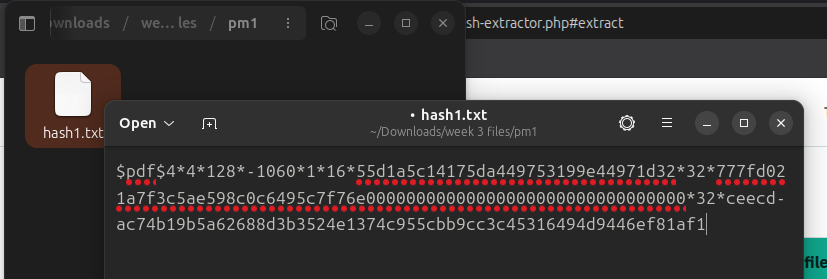 wnloads / we... les / pm1
sh-extractor.php#extract
hash1.txt
Open
• hash1.txt
~/Downloads/week 3 files/pm1
$pdf$4*4*128*-1060*1*16*55d1a5c14175da449753199e44971d32*32*777fd02
1a7f3c5ae598c0c6495c7f76e00000000000000000000000000000000*32*ceecd-
ac74b19b5a62688d3b3524e1374c955cbb9cc3c45316494d9446ef81af1
file